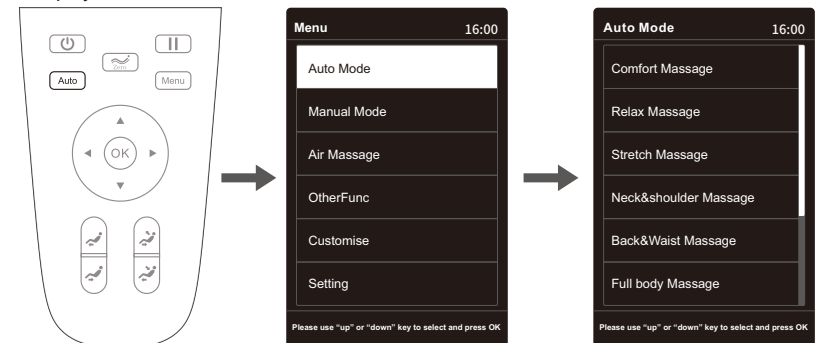 Zero
Auto
Menu
OK
Menu 16:00
Auto Mode
Manual Mode
Air Massage
OtherFunc
Customise
Setting
Please use “up” or “down” key to select and press OK
Auto Mode 16:00
Comfort Massage
Relax Massage
Stretch Massage
Neck&shoulder Massage
Back&Waist Massage
Full body Massage
Please use “up” or “down” key to select and press OK